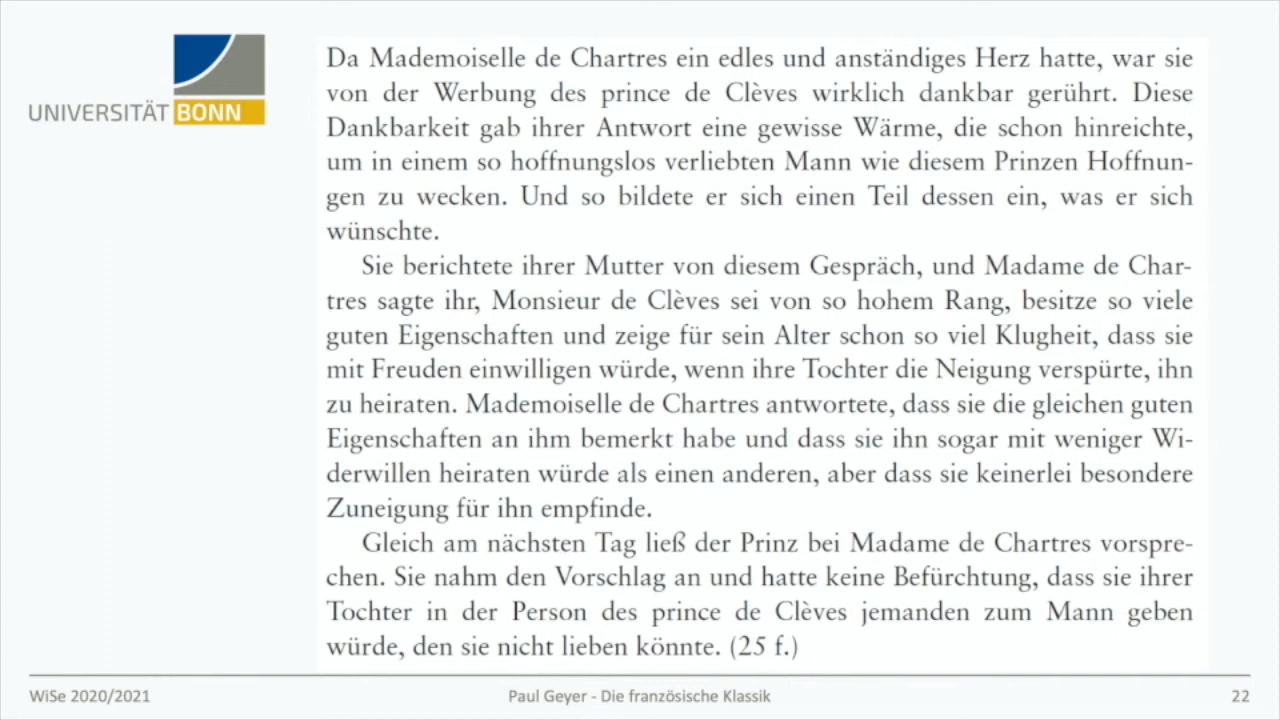 UNIVERSITÄT BONN
Da Mademoiselle de Chartres ein edles und anständiges Herz hatte, war sie
von der Werbung des prince de Clèves wirklich dankbar gerührt. Diese
Dankbarkeit gab ihrer Antwort eine gewisse Wärme, die schon hinreichte,
um in einem so hoffnungslos verliebten Mann wie diesem Prinzen Hoffnun-
gen zu wecken. Und so bildete er sich einen Teil dessen ein, was er sich
wünschte.
Sie berichtete ihrer Mutter von diesem Gespräch, und Madame de Char-
tres sagte ihr, Monsieur de Clèves sei von so hohem Rang, besitze so viele
guten Eigenschaften und zeige für sein Alter schon so viel Klugheit, dass sie
mit Freuden einwilligen würde, wenn ihre Tochter die Neigung verspürte, ihn
zu heiraten. Mademoiselle de Chartres antwortete, dass sie die gleichen guten
Eigenschaften an ihm bemerkt habe und dass sie ihn sogar mit weniger Wi-
derwillen heiraten würde als einen anderen, aber dass sie keinerlei besondere
Zuneigung für ihn empfinde.
Gleich am nächsten Tag ließ der Prinz bei Madame de Chartres vorspre-
chen. Sie nahm den Vorschlag an und hatte keine Befürchtung, dass sie ihrer
Tochter in der Person des prince de Clèves jemanden zum Mann geben
würde, den sie nicht lieben könnte. (25 f.)
WiSe 2020/2021
Paul Geyer - Die französische Klassik
22